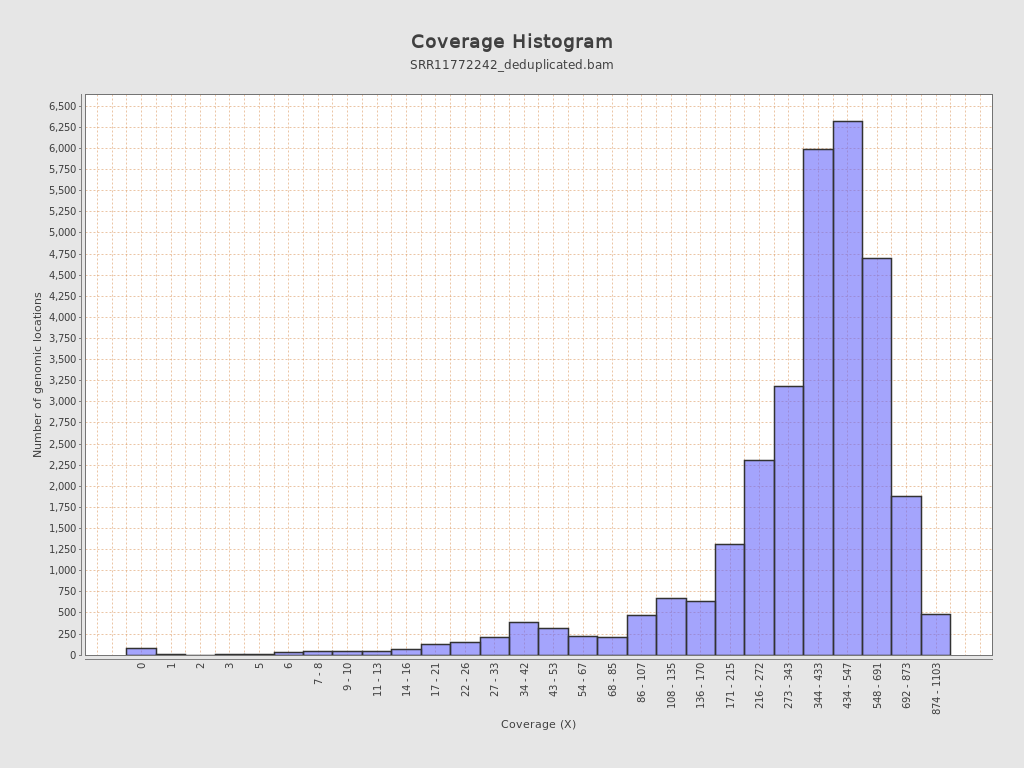 Coverage Histogram
SRR11772242_deduplicated.bam
Number of genomic locations
6,500
6,250
6,000
5,750
5,500
5,250
5,000
4,750
4,500
4,250
4,000
3,750
3,500
3,250
3,000
2,750
2,500
2,250
2,000
1,750
1,500
1,250
1,000
750
500
250
0
0
1
2
3
5
6
7 - 8
9 - 10
11 - 13
14 - 16
17 - 21
22 - 26
27 - 33
34 - 42
43 - 53
54 - 67
68 - 85
86 - 107
108 - 135
136 - 170
171 - 215
216 - 272
273 - 343
344 - 433
434 - 547
548 - 691
692 - 873
874 - 1103
Coverage (X)